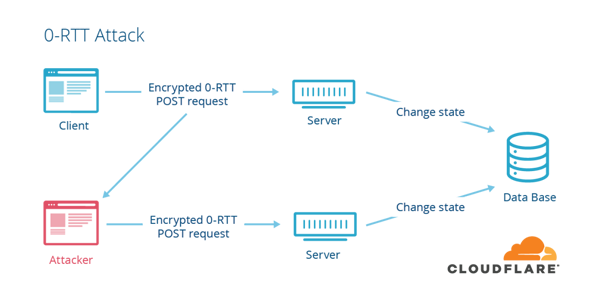 0-RTT Attack
Encrypted 0-RTT
POST request
Client
Server
Change state
Data Base
Encrypted 0-RTT
POST request
Change state
Attacker
Server
CLOUDFLARE